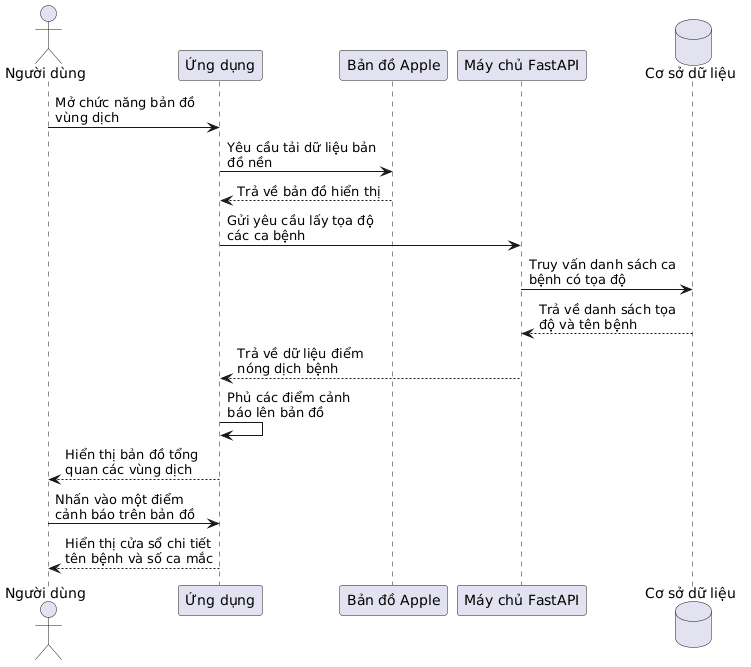 Người dùng
Ứng dụng
Bản đồ Apple
Máy chủ FastAPI
Cơ sở dữ liệu
Mở chức năng bản đồ
vùng dịch
Yêu cầu tải dữ liệu bản
đồ nền
Trả về bản đồ hiển thị
Gửi yêu cầu lấy tọa độ
các ca bệnh
Truy vấn danh sách ca
bệnh có tọa độ
Trả về danh sách tọa
độ và tên bệnh
Trả về dữ liệu điểm
nóng dịch bệnh
Phủ các điểm cảnh
báo lên bản đồ
Hiển thị bản đồ tổng
quan các vùng dịch
Nhấn vào một điểm
cảnh báo trên bản đồ
Hiển thị cửa sổ chi tiết
tên bệnh và số ca mắc
Người dùng
Ứng dụng
Bản đồ Apple
Máy chủ FastAPI
Cơ sở dữ liệu